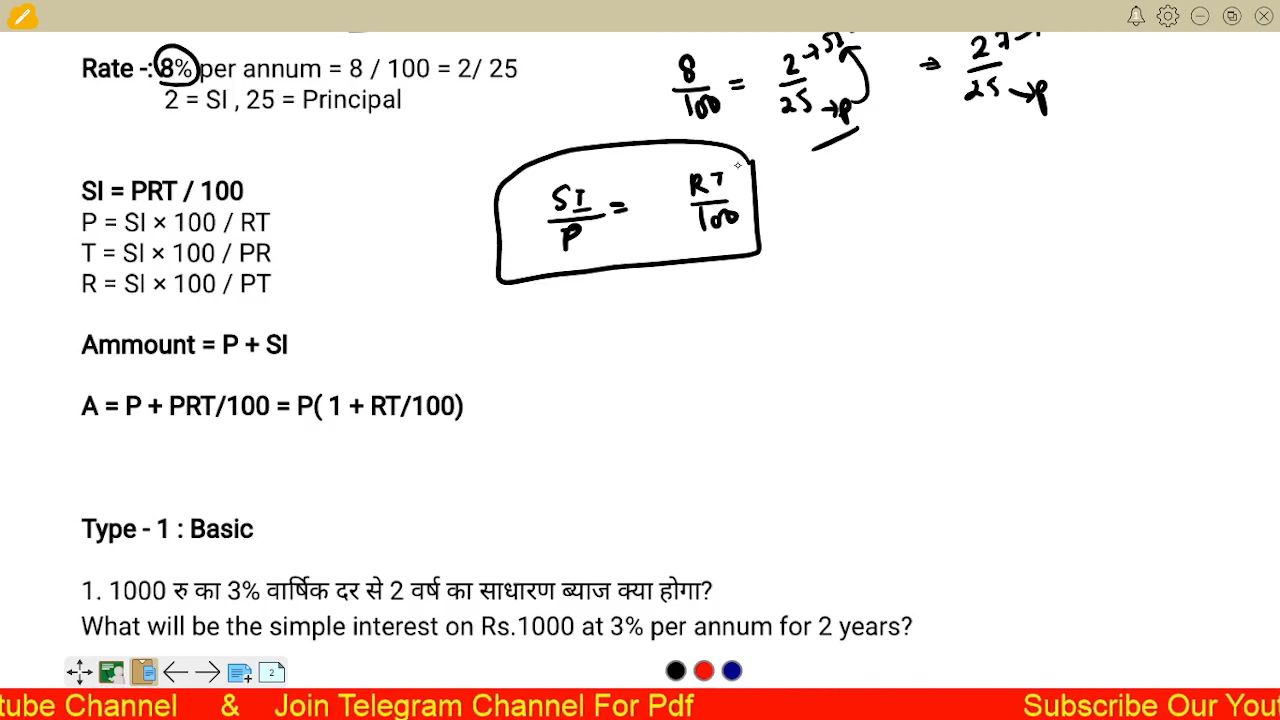 Rate -: 8% per annum = 8 / 100 = 2/ 25
2 = SI , 25 = Principal
8/100 = 2/25 → P ⇒ 2/25 → P
SI = PRT / 100
P = SI × 100 / RT
T = SI × 100 / PR
R = SI × 100 / PT
SI/P = RT/100
Ammount = P + SI
A = P + PRT/100 = P( 1 + RT/100)
Type - 1 : Basic
1. 1000 रु का 3% वार्षिक दर से 2 वर्ष का साधारण ब्याज क्या होगा?
What will be the simple interest on Rs.1000 at 3% per annum for 2 years?
2
tube Channel & Join Telegram Channel For Pdf Subscribe Our You